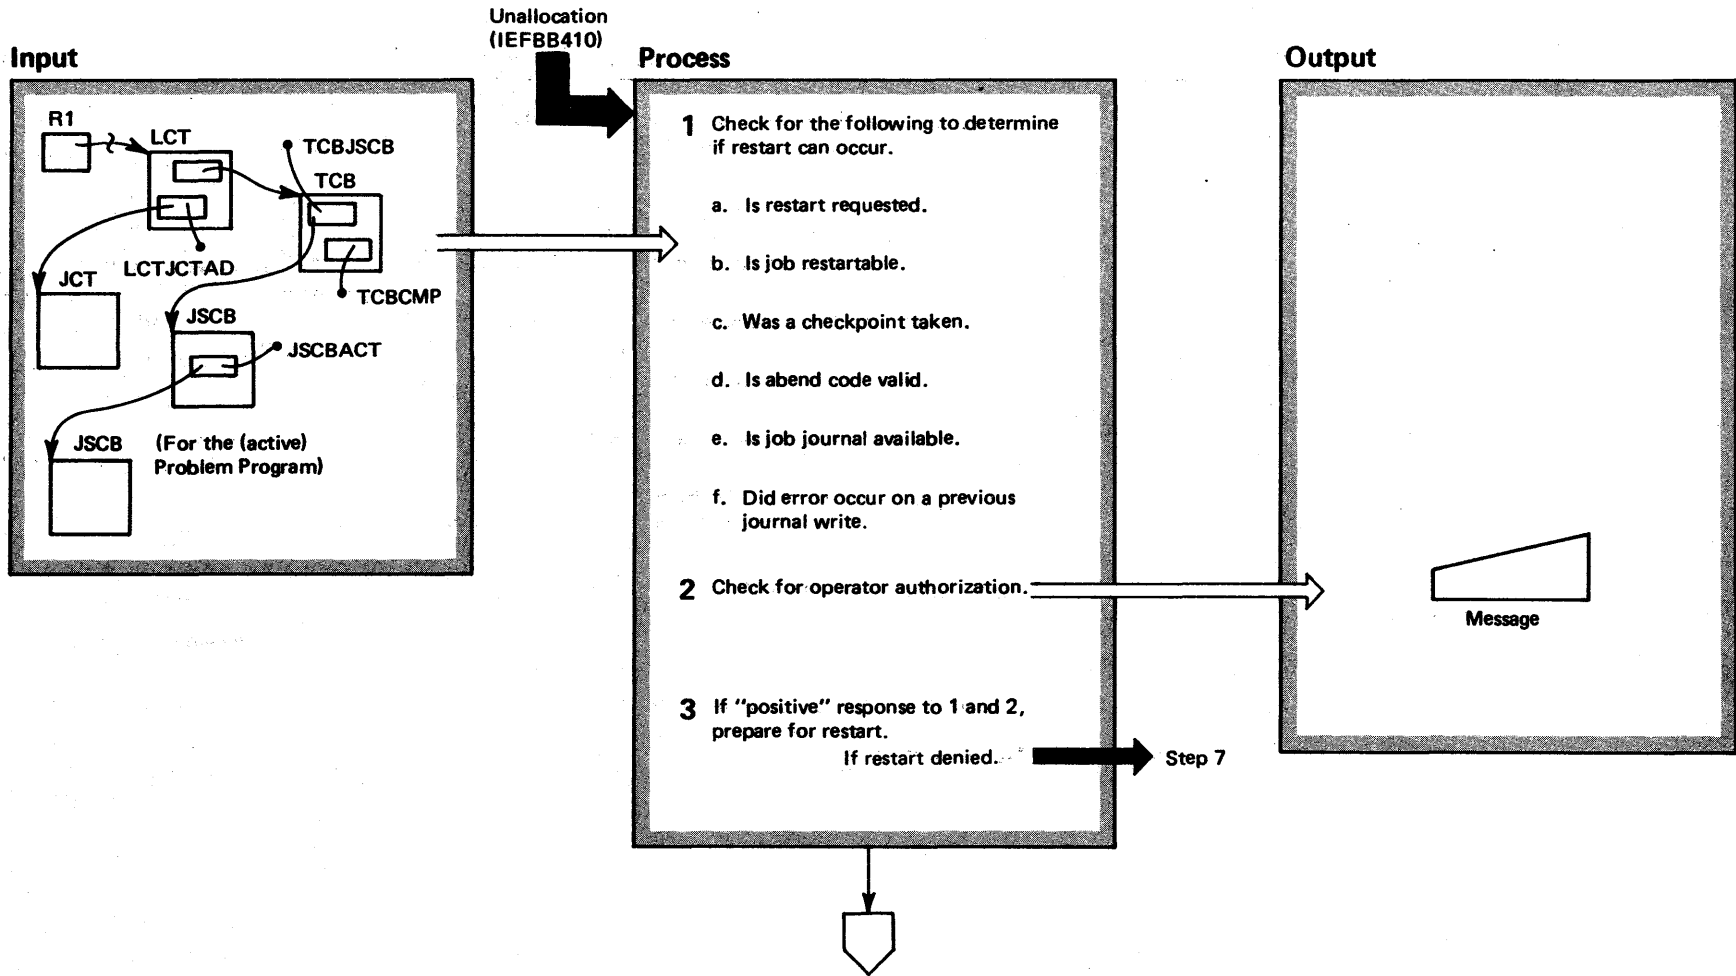 Unallocation
(IEFBB410)
Input
Process
Output
R1
LCT
TCBJSCB
TCB
LCTJCTAD
JCT
TCBCMP
JSCB
JSCBACT
JSCB
(For the (active)
Problem Program)
1 Check for the following to determine
if restart can occur.
a. Is restart requested.
b. Is job restartable.
c. Was a checkpoint taken.
d. Is abend code valid.
e. Is job journal available.
f. Did error occur on a previous
journal write.
2 Check for operator authorization.
3 If "positive" response to 1 and 2,
prepare for restart.
If restart denied.
Step 7
Message